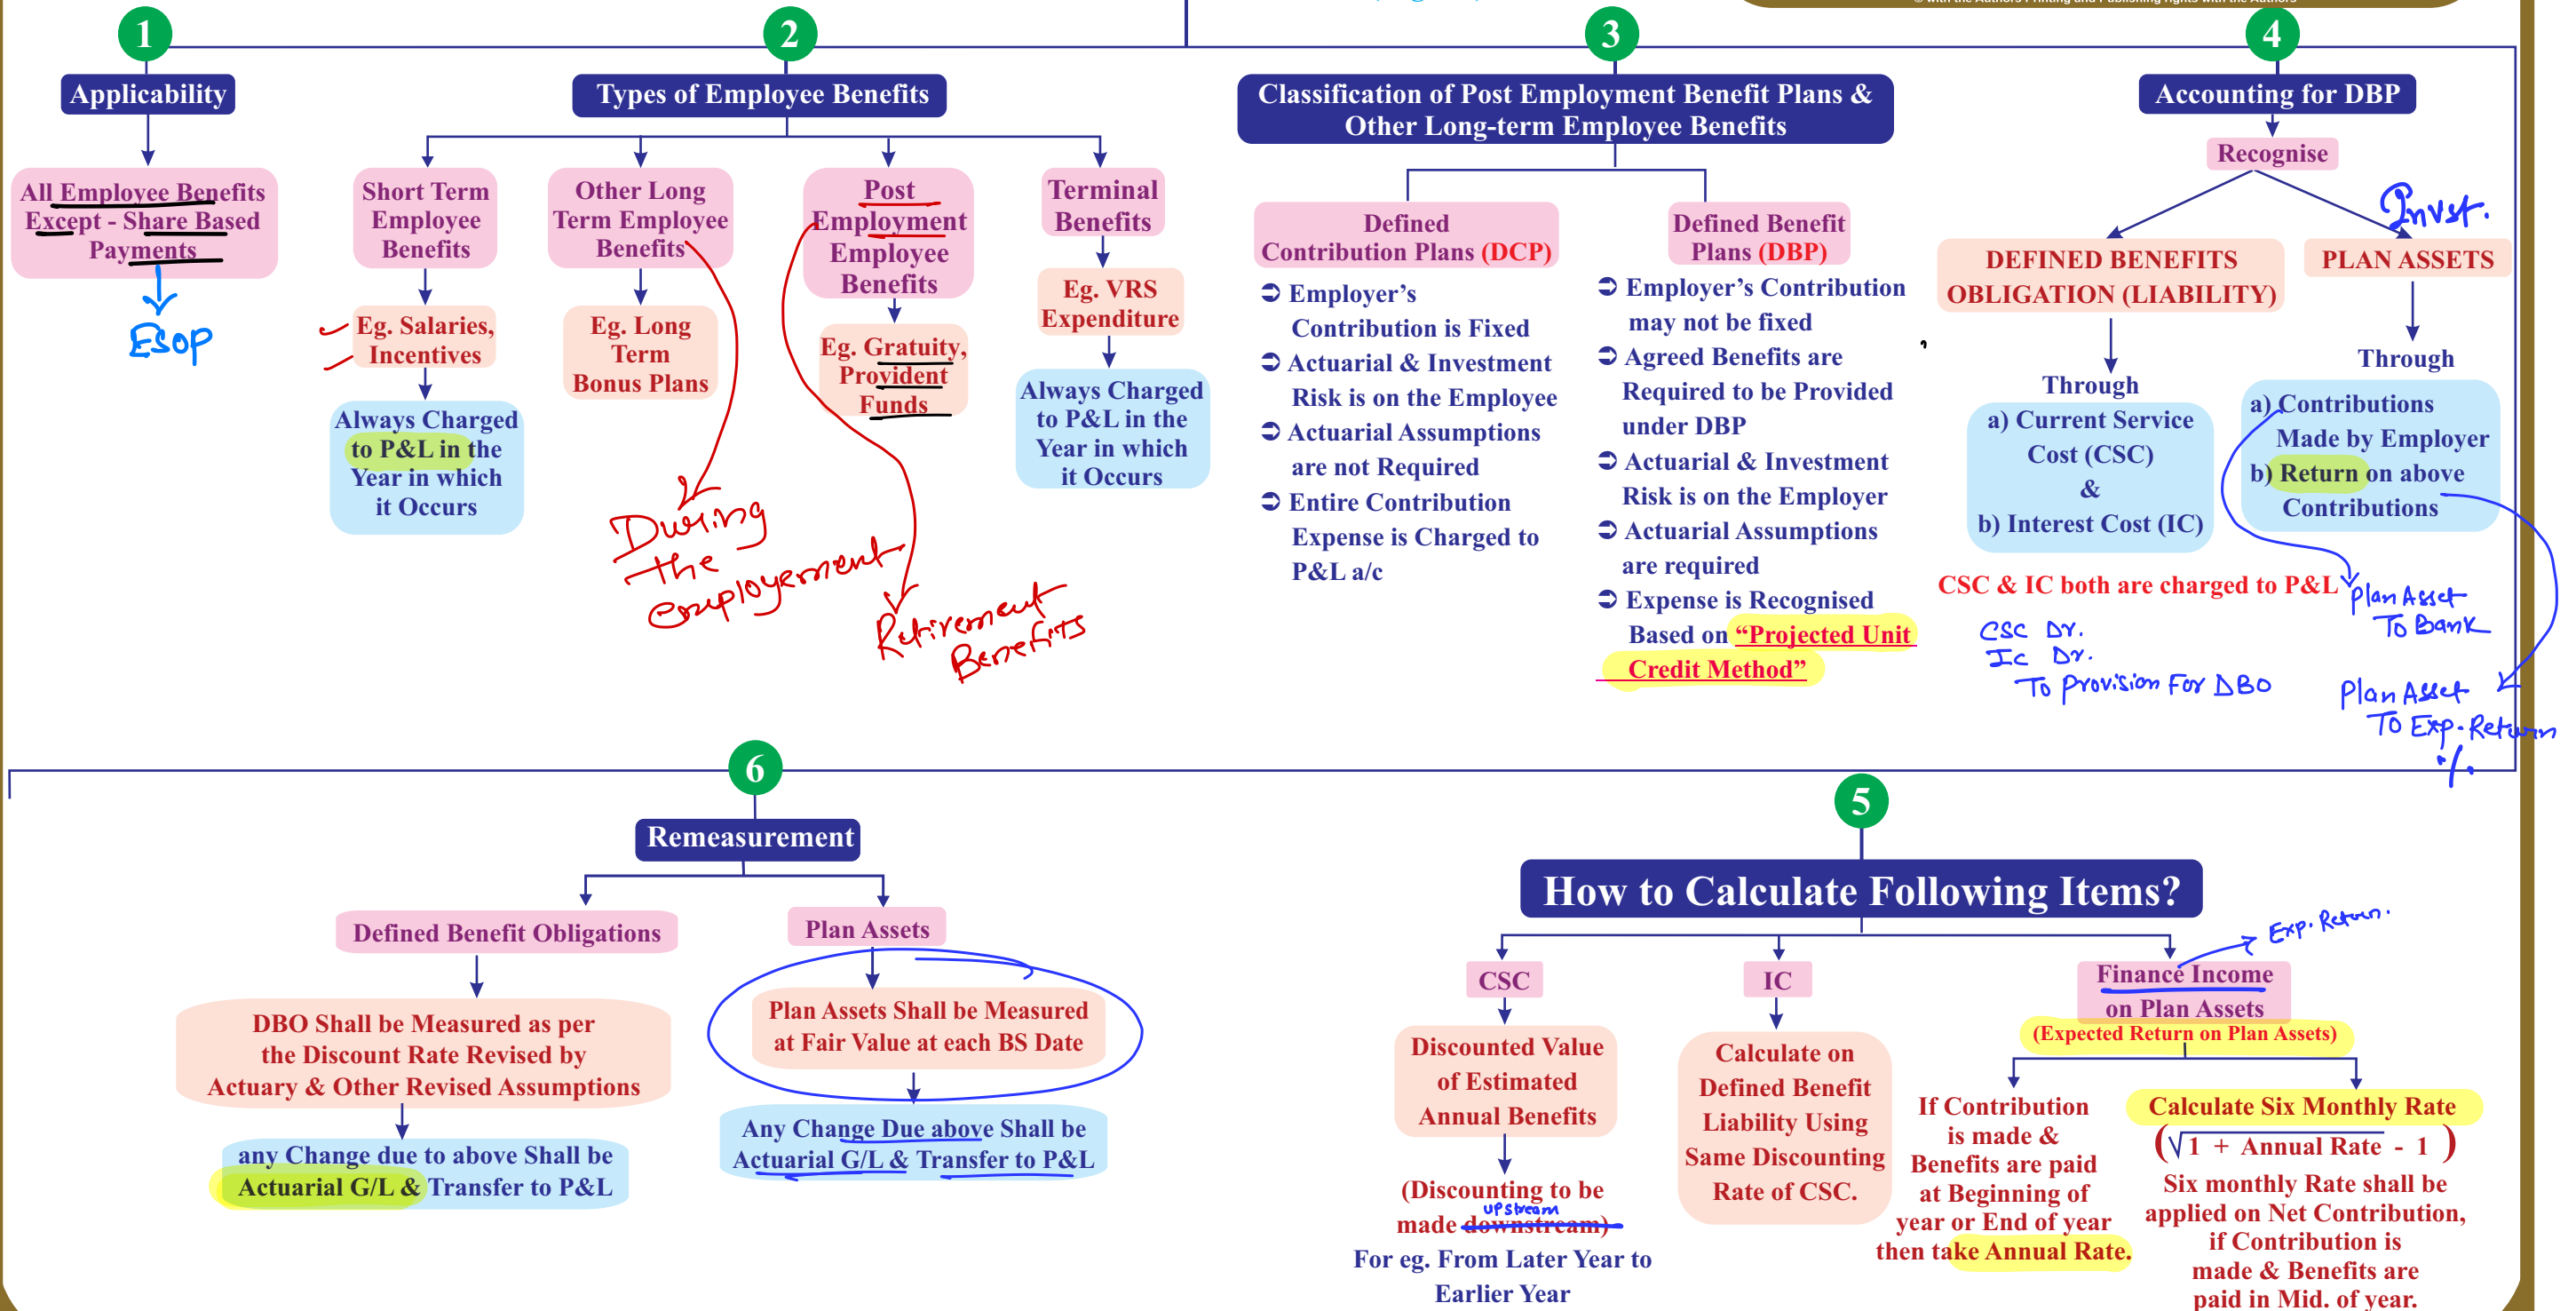 © with the Authors Printing and Publishing rights with the Authors
1
Applicability
All Employee Benefits
Except - Share Based
Payments
ESOP
2
Types of Employee Benefits
Short Term
Employee
Benefits
Eg. Salaries,
Incentives
Always Charged
to P&L in the
Year in which
it Occurs
Other Long
Term Employee
Benefits
Eg. Long
Term
Bonus Plans
During
the
employement
Post
Employment
Employee
Benefits
Eg. Gratuity,
Provident
Funds
Retirement
Benefits
Terminal
Benefits
Eg. VRS
Expenditure
Always Charged
to P&L in the
Year in which
it Occurs
3
Classification of Post Employment Benefit Plans &
Other Long-term Employee Benefits
Defined
Contribution Plans (DCP)
Employer’s
Contribution is Fixed
Actuarial & Investment
Risk is on the Employee
Actuarial Assumptions
are not Required
Entire Contribution
Expense is Charged to
P&L a/c
Defined Benefit
Plans (DBP)
Employer’s Contribution
may not be fixed
Agreed Benefits are
Required to be Provided
under DBP
Actuarial & Investment
Risk is on the Employer
Actuarial Assumptions
are required
Expense is Recognised
Based on “Projected Unit
Credit Method”
4
Accounting for DBP
Recognise
DEFINED BENEFITS
OBLIGATION (LIABILITY)
Through
a) Current Service
Cost (CSC)
&
b) Interest Cost (IC)
CSC & IC both are charged to P&L
CSC Dr.
IC Dr.
To Provision For DBO
Invst.
PLAN ASSETS
Through
a) Contributions
Made by Employer
b) Return on above
Contributions
Plan Asset
To Bank
Plan Asset
To Exp. Return
%
6
Remeasurement
Defined Benefit Obligations
DBO Shall be Measured as per
the Discount Rate Revised by
Actuary & Other Revised Assumptions
any Change due to above Shall be
Actuarial G/L & Transfer to P&L
Plan Assets
Plan Assets Shall be Measured
at Fair Value at each BS Date
Any Change Due above Shall be
Actuarial G/L & Transfer to P&L
5
How to Calculate Following Items?
CSC
Discounted Value
of Estimated
Annual Benefits
(Discounting to be
upstream
made downstream)
For eg. From Later Year to
Earlier Year
IC
Calculate on
Defined Benefit
Liability Using
Same Discounting
Rate of CSC.
Exp. Return.
Finance Income
on Plan Assets
(Expected Return on Plan Assets)
If Contribution
is made &
Benefits are paid
at Beginning of
year or End of year
then take Annual Rate.
Calculate Six Monthly Rate
(√1 + Annual Rate - 1)
Six monthly Rate shall be
applied on Net Contribution,
if Contribution is
made & Benefits are
paid in Mid. of year.